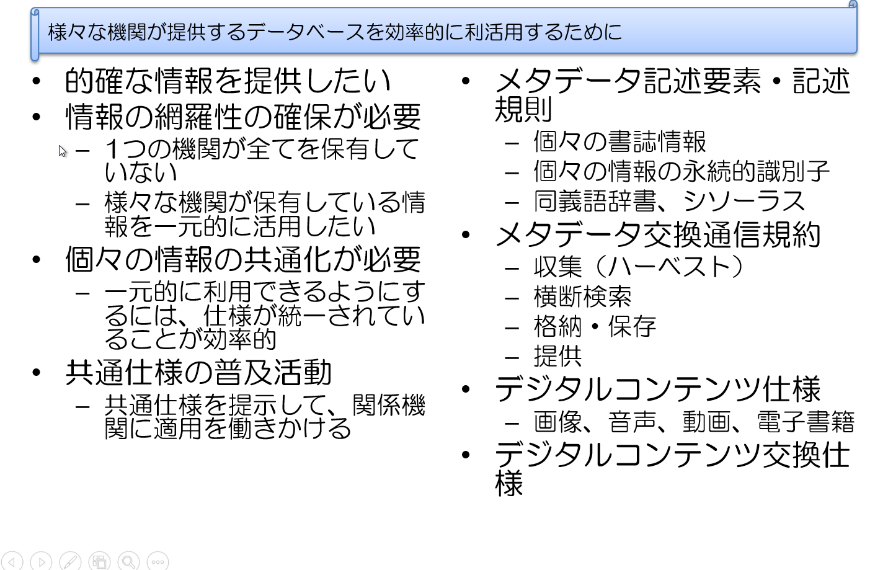 様々な機関が提供するデータベースを効率的に利活用するために
• 的確な情報を提供したい
• 情報の網羅性の確保が必要
– 1つの機関が全てを保有して
いない
– 様々な機関が保有している情
報を一元的に活用したい
• 個々の情報の共通化が必要
– 一元的に利用できるようにす
るには、仕様が統一されてい
ることが効率的
• 共通仕様の普及活動
– 共通仕様を提示して、関係機
関に適用を働きかける
• メタデータ記述要素・記述
規則
– 個々の書誌情報
– 個々の情報の永続的識別子
– 同義語辞書、シソーラス
• メタデータ交換通信規約
– 収集（ハーベスト）
– 横断検索
– 格納・保存
– 提供
• デジタルコンテンツ仕様
– 画像、音声、動画、電子書籍
• デジタルコンテンツ交換仕
様